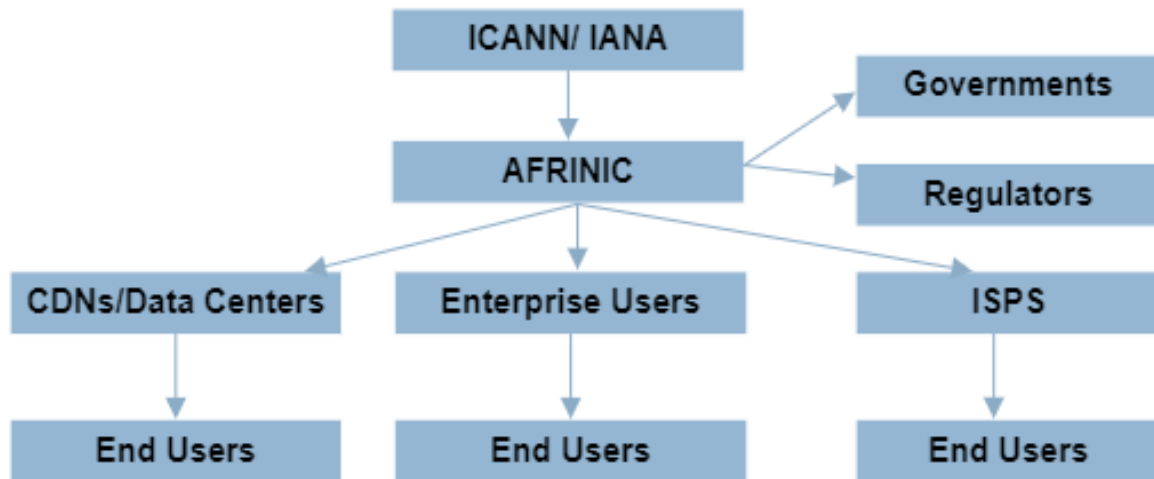 ICANN/ IANA
Governments
AFRINIC
Regulators
CDNs/Data Centers
Enterprise Users
ISPS
End Users
End Users
End Users